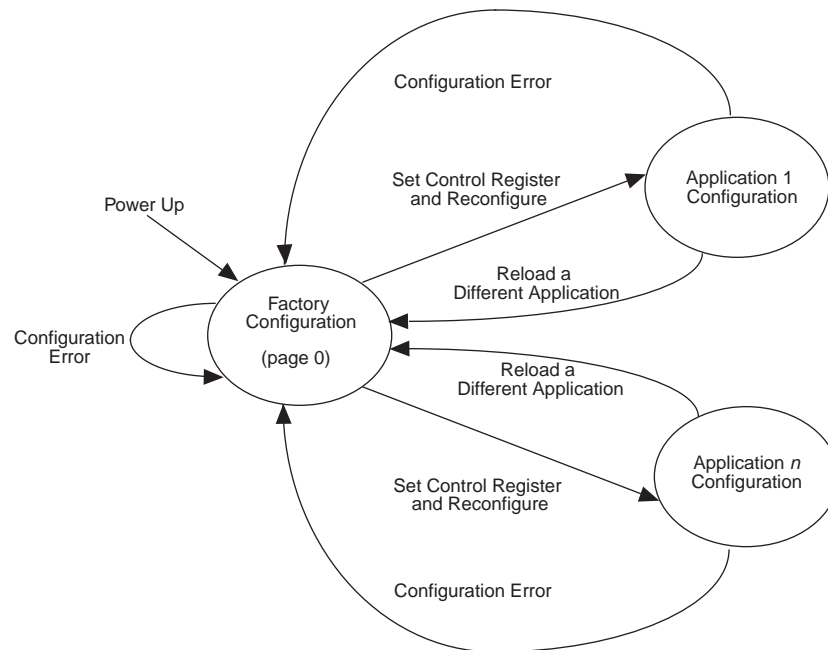 Configuration Error
Set Control Register
and Reconfigure
Application 1
Configuration
Power Up
Reload a
Different Application
Factory
Configuration
(page 0)
Configuration
Error
Reload a
Different Application
Application n
Configuration
Set Control Register
and Reconfigure
Configuration Error